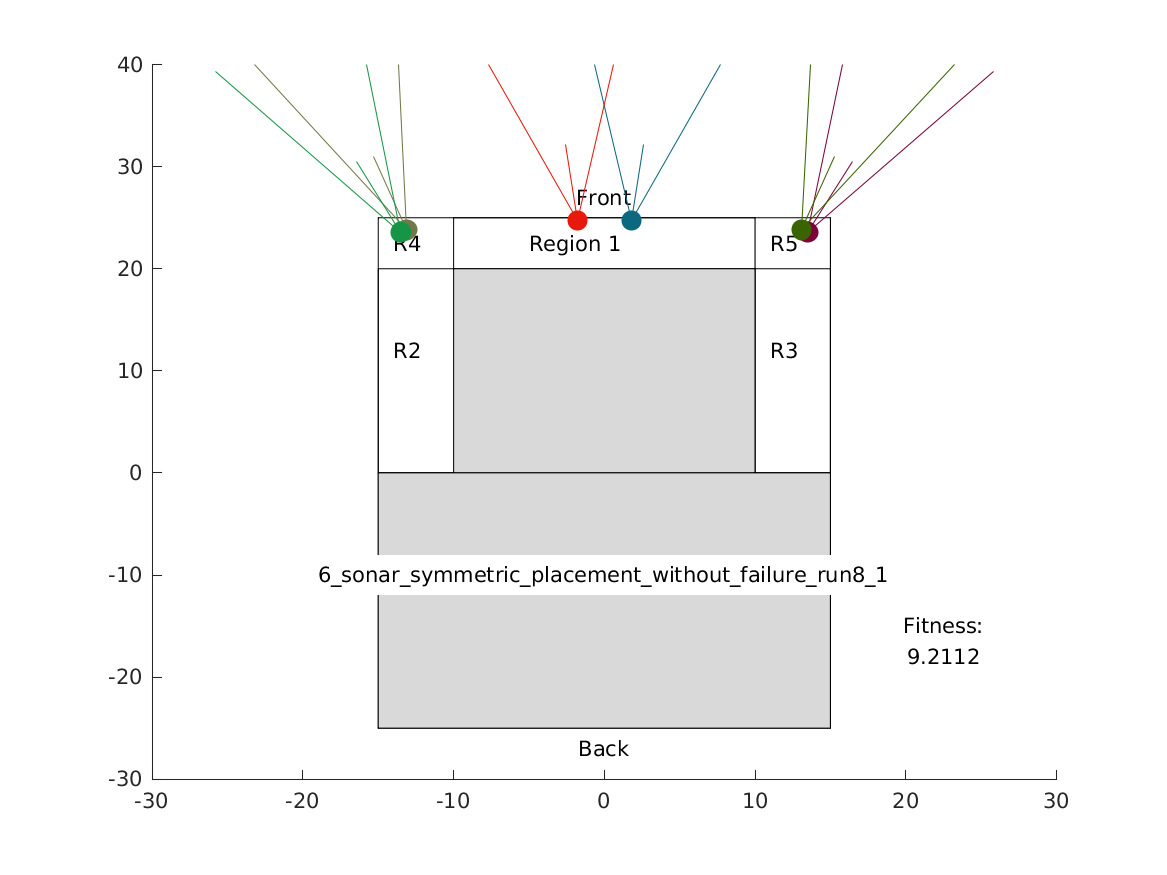 40
30
20
10
0
-10
-20
-30
-30
-20
-10
0
10
20
30
Front
Region 1
R4
R5
R2
R3
6_sonar_symmetric_placement_without_failure_run8_1
Fitness:
9.2112
Back